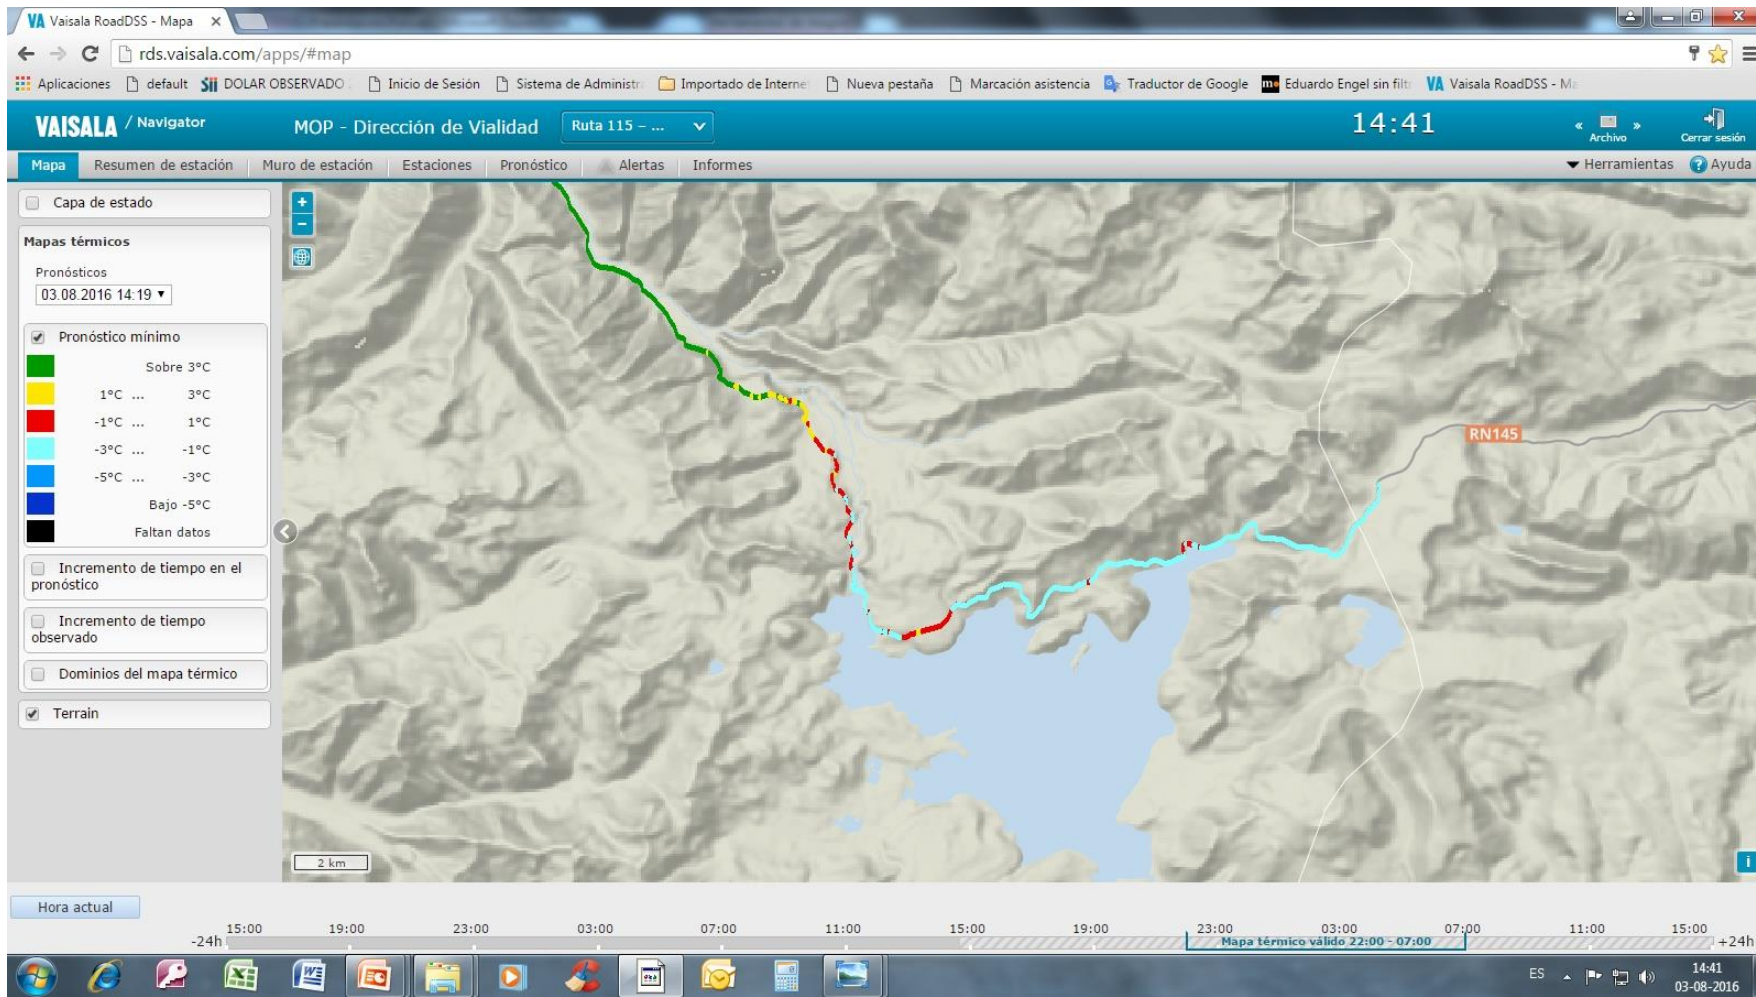 VA Vaisala RoadDSS - Mapa
rds.vaisala.com/apps/#map
Aplicaciones default Sii DOLAR OBSERVADO Inicio de Sesión Sistema de Administr Importado de Interne Nueva pestaña Marcación asistencia Traductor de Google Eduardo Engel sin filt VA Vaisala RoadDSS - Ma
VAISALA / Navigator MOP - Dirección de Vialidad Ruta 115 – ... 14:41 « Archivo » Cerrar sesión
Mapa Resumen de estación Muro de estación Estaciones Pronóstico Alertas Informes Herramientas ? Ayuda
Capa de estado
Mapas térmicos
Pronósticos
03.08.2016 14:19
Pronóstico mínimo
Sobre 3°C
1°C ... 3°C
-1°C ... 1°C
-3°C ... -1°C
-5°C ... -3°C
Bajo -5°C
Faltan datos
Incremento de tiempo en el
pronóstico
Incremento de tiempo
observado
Dominios del mapa térmico
Terrain
+
-
RN145
2 km
i
Hora actual
-24h 15:00 19:00 23:00 03:00 07:00 11:00 15:00 19:00 23:00 03:00 07:00 11:00 15:00 +24h
Mapa térmico válido 22:00 - 07:00
ES 14:41
03-08-2016